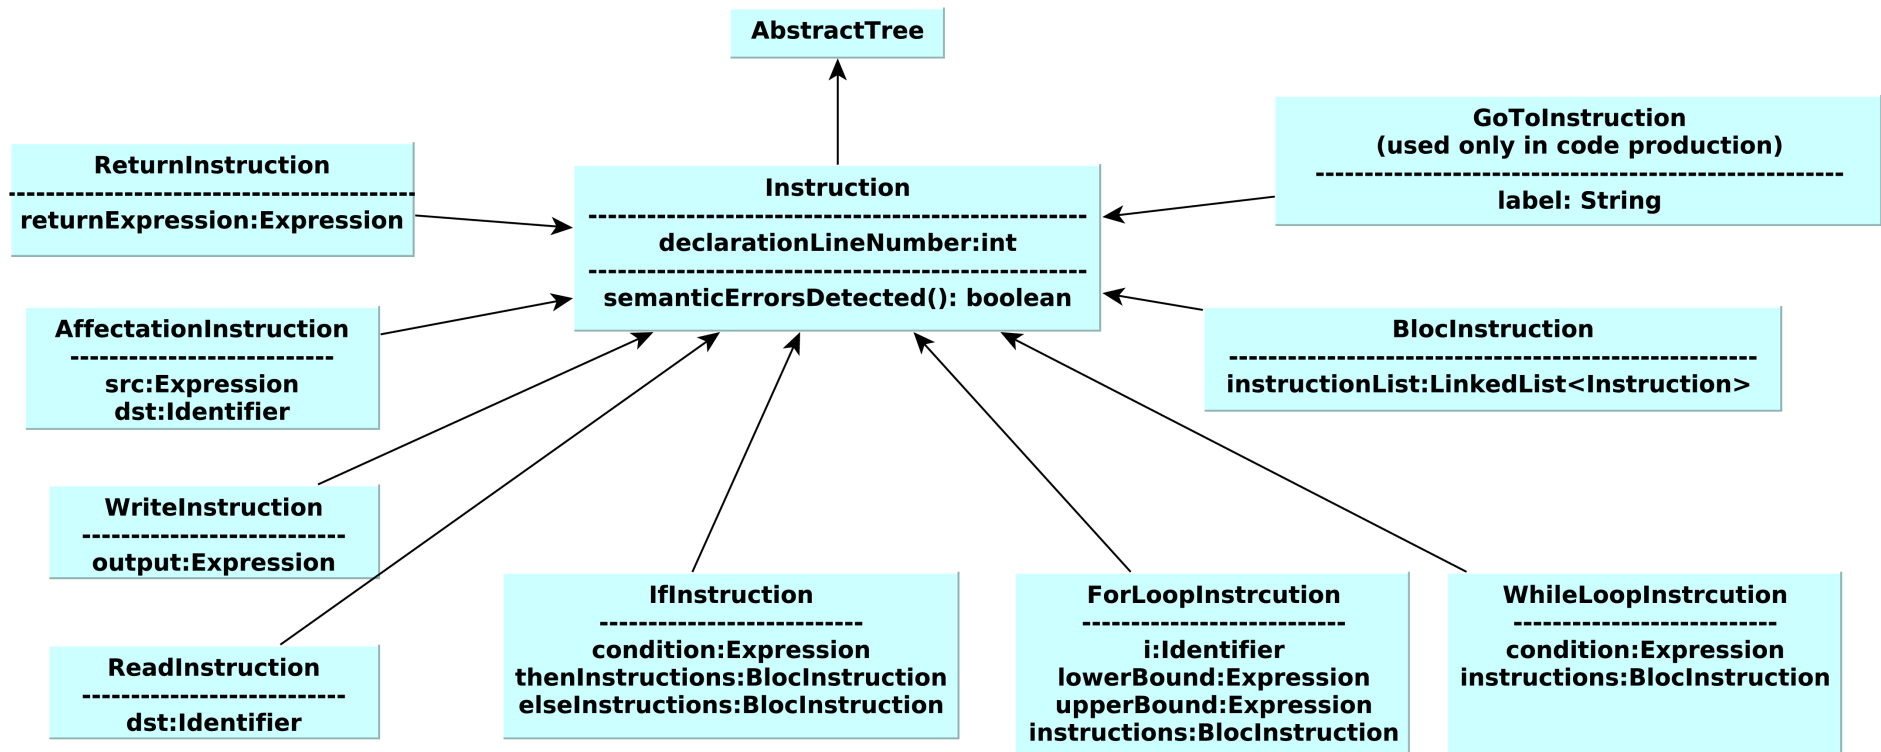 AbstractTree
GoToInstruction
(used only in code production)
------------------------------------------------------
label: String
ReturnInstruction
------------------------------------------
returnExpression:Expression
Instruction
---------------------------------------------------
declarationLineNumber:int
---------------------------------------------------
semanticErrorsDetected(): boolean
AffectationInstruction
---------------------------
src:Expression
dst:Identifier
BlocInstruction
------------------------------------------------------
instructionList:LinkedList<Instruction>
WriteInstruction
---------------------------
output:Expression
IfInstruction
---------------------------
condition:Expression
thenInstructions:BlocInstruction
elseInstructions:BlocInstruction
ForLoopInstrcution
---------------------------
i:Identifier
lowerBound:Expression
upperBound:Expression
instructions:BlocInstruction
WhileLoopInstrcution
---------------------------
condition:Expression
instructions:BlocInstruction
ReadInstruction
---------------------------
dst:Identifier